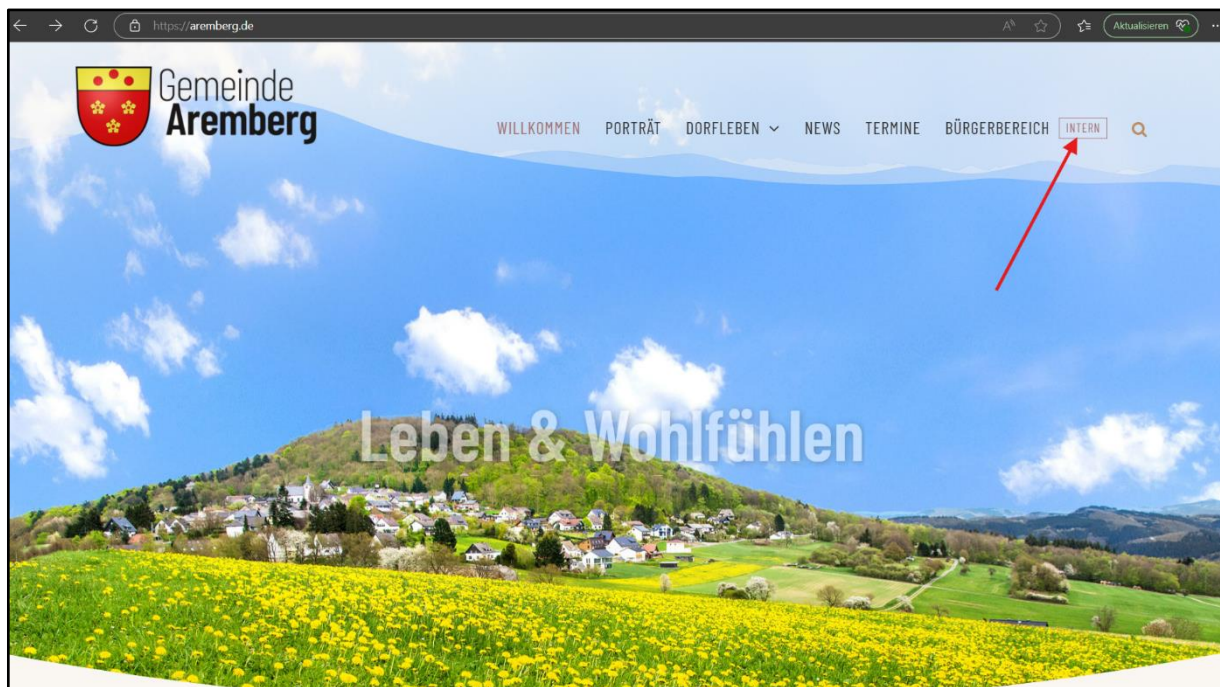 https://aremberg.de
Aktualisieren
Gemeinde
Aremberg
WILLKOMMEN PORTRÄT DORFLEBEN NEWS TERMINE BÜRGERBEREICH INTERN
Leben & Wohlfühlen